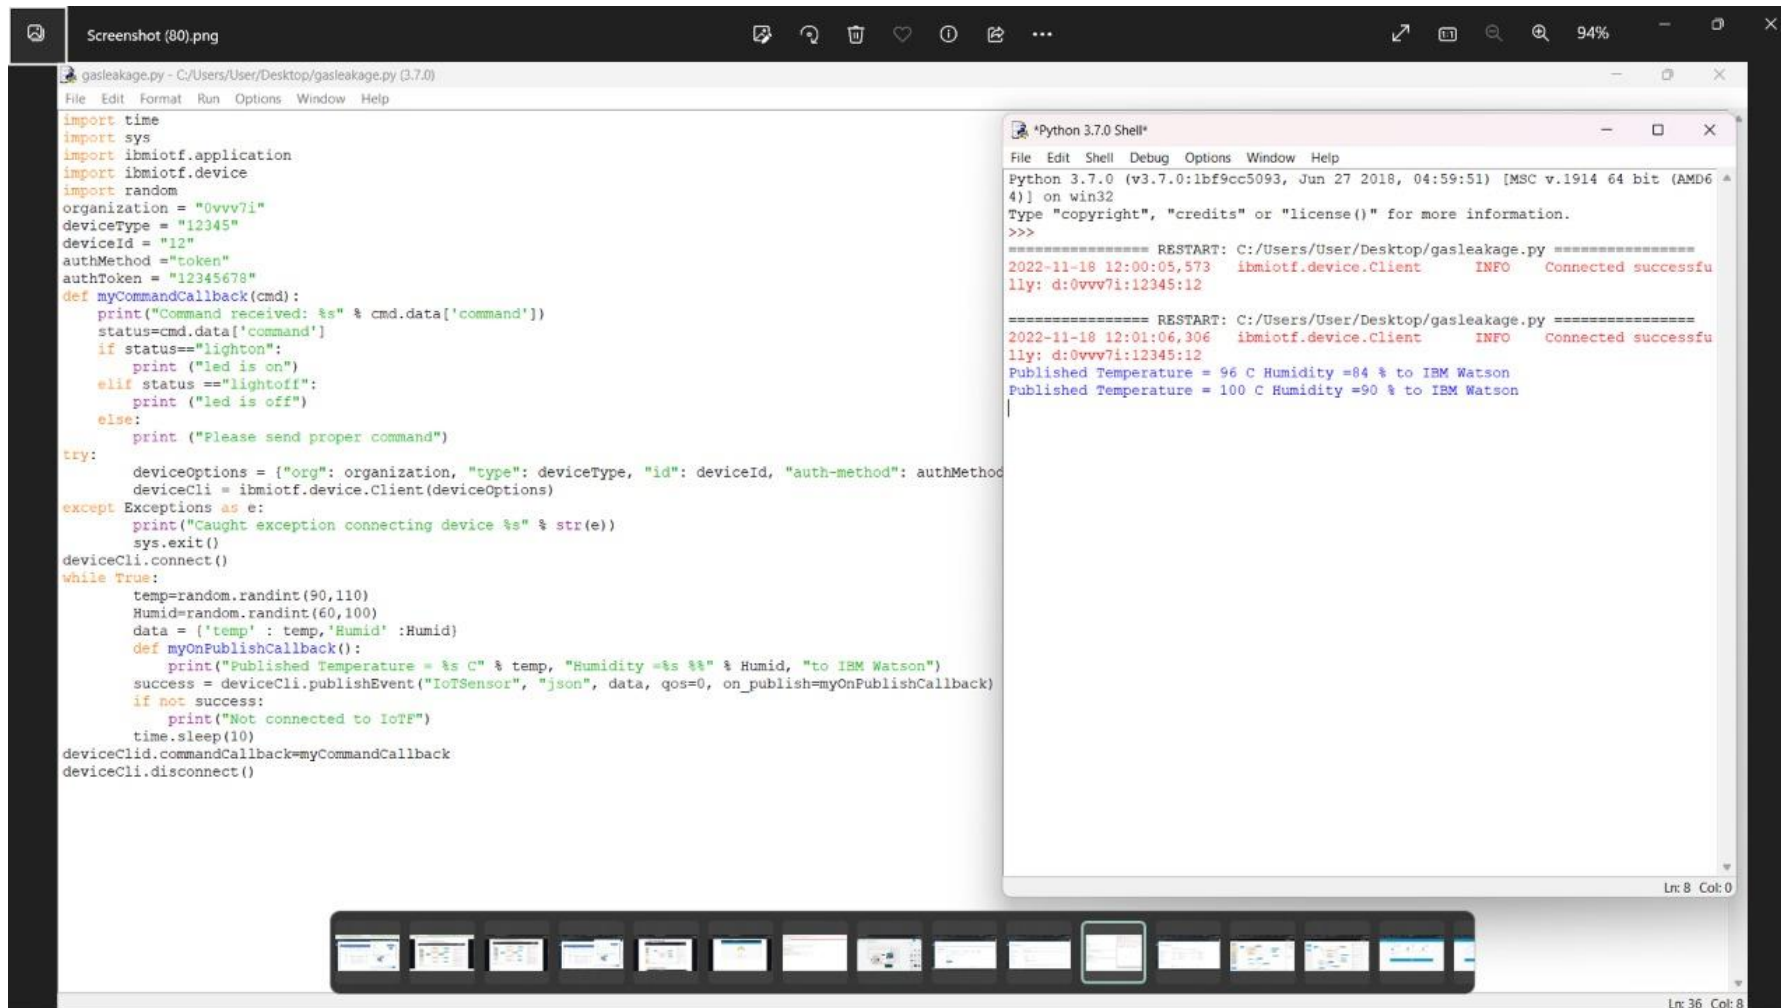 Screenshot (80).png
94%
gasleakage.py - C:/Users/User/Desktop/gasleakage.py (3.7.0)
File Edit Format Run Options Window Help
import time
import sys
import ibmiotf.application
import ibmiotf.device
import random
organization = "0vvv7i"
deviceType = "12345"
deviceId = "12"
authMethod ="token"
authToken = "12345678"
def myCommandCallback(cmd):
    print("Command received: %s" % cmd.data['command'])
    status=cmd.data['command']
    if status=="lighton":
        print ("led is on")
    elif status =="lightoff":
        print ("led is off")
    else:
        print ("Please send proper command")
try:
        deviceOptions = {"org": organization, "type": deviceType, "id": deviceId, "auth-method": authMethod
        deviceCli = ibmiotf.device.Client(deviceOptions)
except Exceptions as e:
        print("Caught exception connecting device %s" % str(e))
        sys.exit()
deviceCli.connect()
while True:
        temp=random.randint(90,110)
        Humid=random.randint(60,100)
        data = {'temp' : temp,'Humid' :Humid}
        def myOnPublishCallback():
            print("Published Temperature = %s C" % temp, "Humidity =%s %%" % Humid, "to IBM Watson")
        success = deviceCli.publishEvent("IoTSensor", "json", data, qos=0, on_publish=myOnPublishCallback)
        if not success:
            print("Not connected to IoTF")
        time.sleep(10)
deviceClid.commandCallback=myCommandCallback
deviceCli.disconnect()
*Python 3.7.0 Shell*
File Edit Shell Debug Options Window Help
Python 3.7.0 (v3.7.0:1bf9cc5093, Jun 27 2018, 04:59:51) [MSC v.1914 64 bit (AMD6
4)] on win32
Type "copyright", "credits" or "license()" for more information.
>>>
================ RESTART: C:/Users/User/Desktop/gasleakage.py ================
2022-11-18 12:00:05,573   ibmiotf.device.Client      INFO    Connected successfu
lly: d:0vvv7i:12345:12
================ RESTART: C:/Users/User/Desktop/gasleakage.py ================
2022-11-18 12:01:06,306   ibmiotf.device.Client      INFO    Connected successfu
lly: d:0vvv7i:12345:12
Published Temperature = 96 C Humidity =84 % to IBM Watson
Published Temperature = 100 C Humidity =90 % to IBM Watson
Ln: 8 Col: 0
Ln: 36 Col: 8